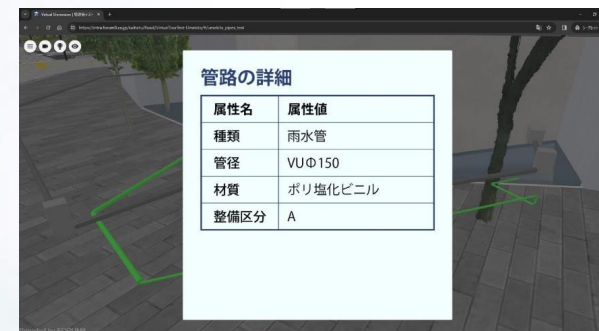 管路の詳細
属性名 属性値
種類 雨水管
管径 VUΦ150
材質 ポリ塩化ビニル
整備区分 A